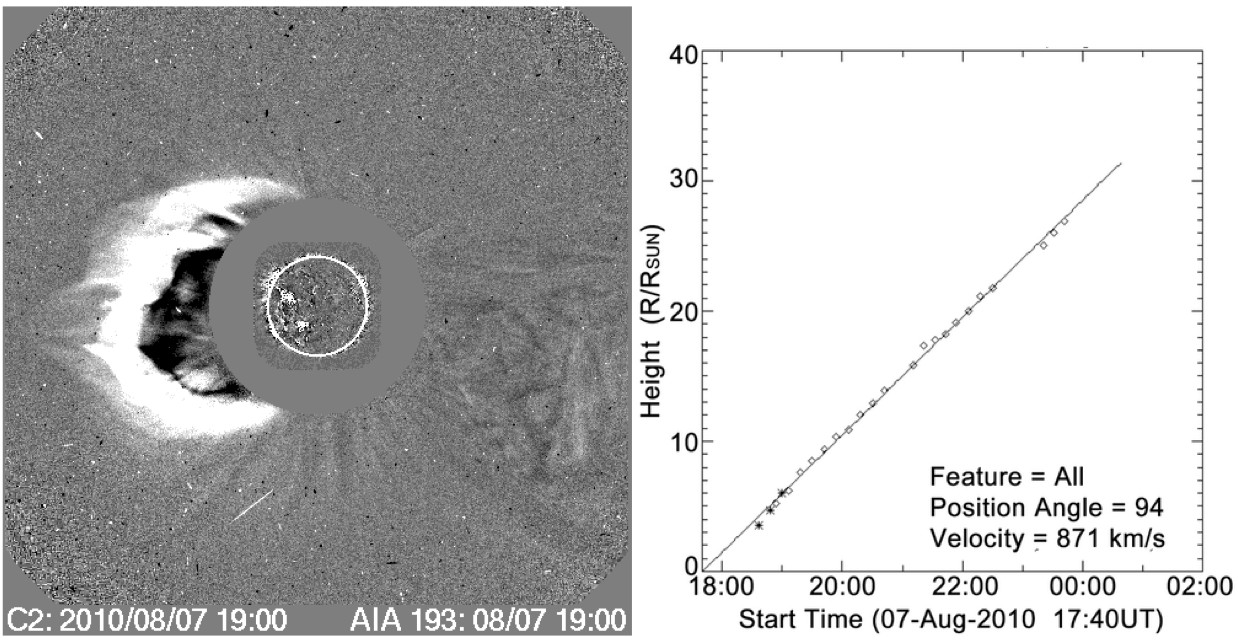 C2: 2010/08/07 19:00
AIA 193: 08/07 19:00
40
30
20
10
0
Height (R/RSUN)
Feature = All
Position Angle = 94
Velocity = 871 km/s
18:00
20:00
22:00
00:00
02:00
Start Time (07-Aug-2010 17:40UT)